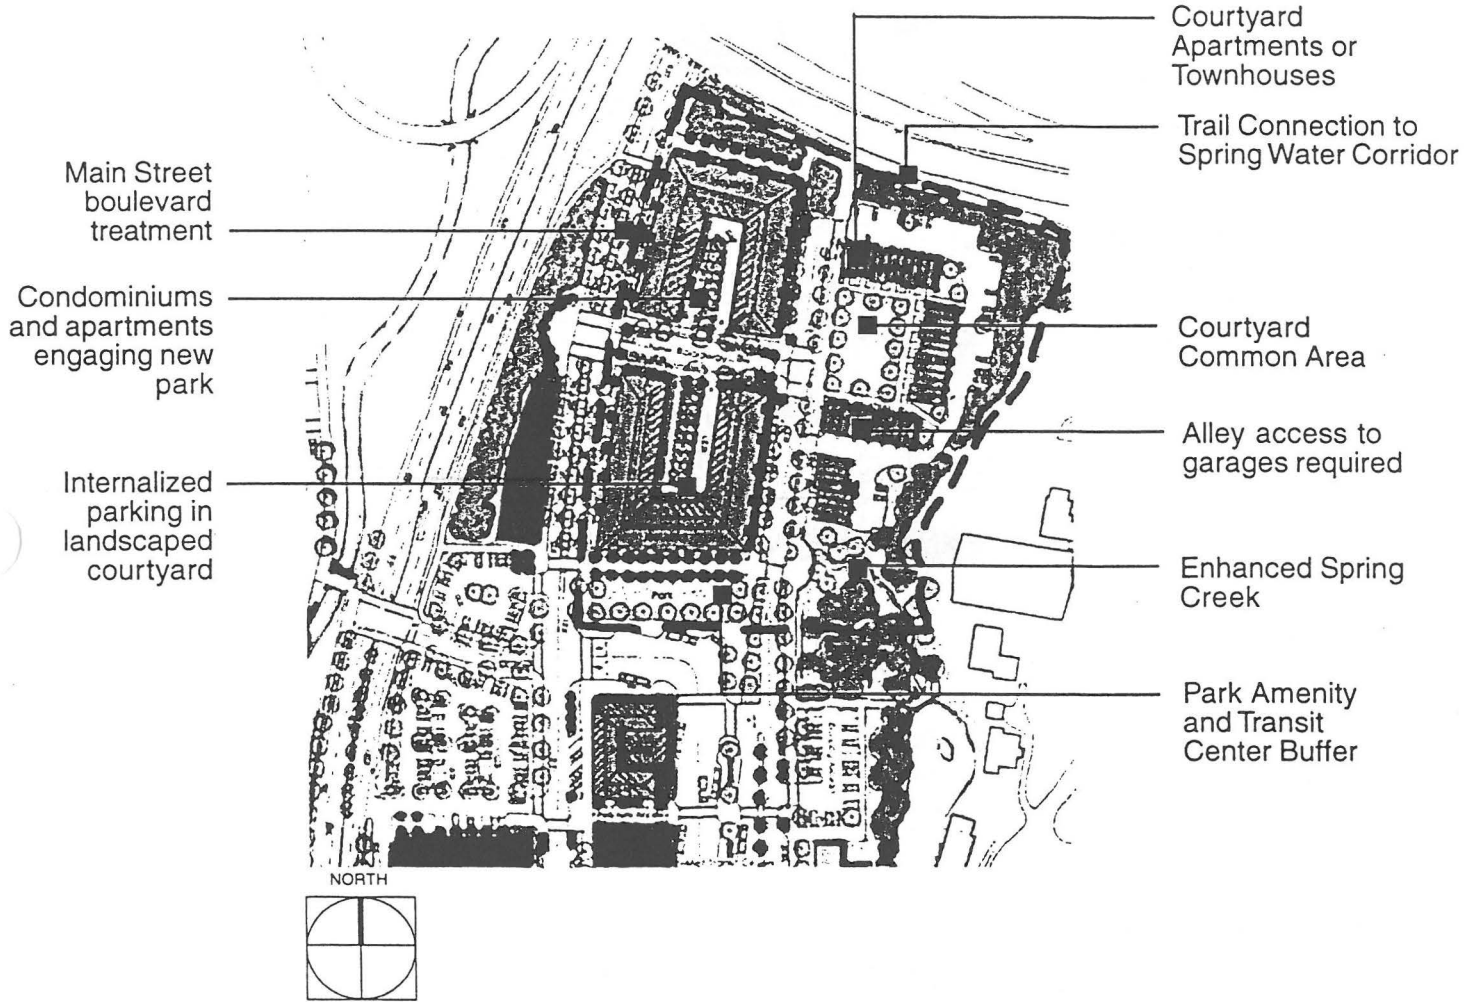 Courtyard
Apartments or
Townhouses
Trail Connection to
Spring Water Corridor
Main Street
boulevard
treatment
Condominiums
and apartments
engaging new
park
Courtyard
Common Area
Alley access to
garages required
Internalized
parking in
landscaped
courtyard
Enhanced Spring
Creek
Park
Park Amenity
and Transit
Center Buffer
NORTH